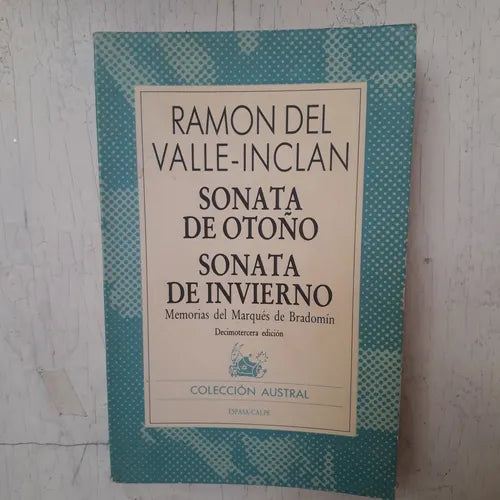 RAMON DEL
VALLE-INCLAN
SONATA
DE OTOÑO
SONATA
DE INVIERNO
Memorias del Marqués de Bradomín
Decimotercera edición
COLECCIÓN AUSTRAL
ESPASA-CALPE